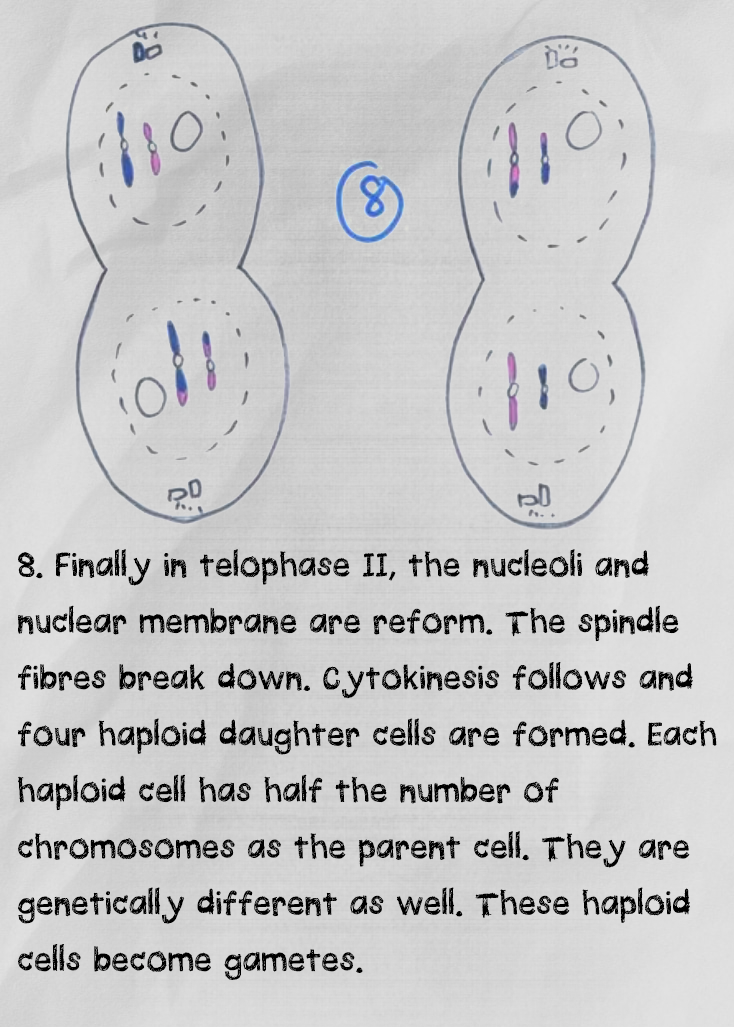 8
8. Finally in telophase II, the nucleoli and
nuclear membrane are reform. The spindle
fibres break down. Cytokinesis follows and
four haploid daughter cells are formed. Each
haploid cell has half the number of
chromosomes as the parent cell. They are
genetically different as well. These haploid
cells become gametes.